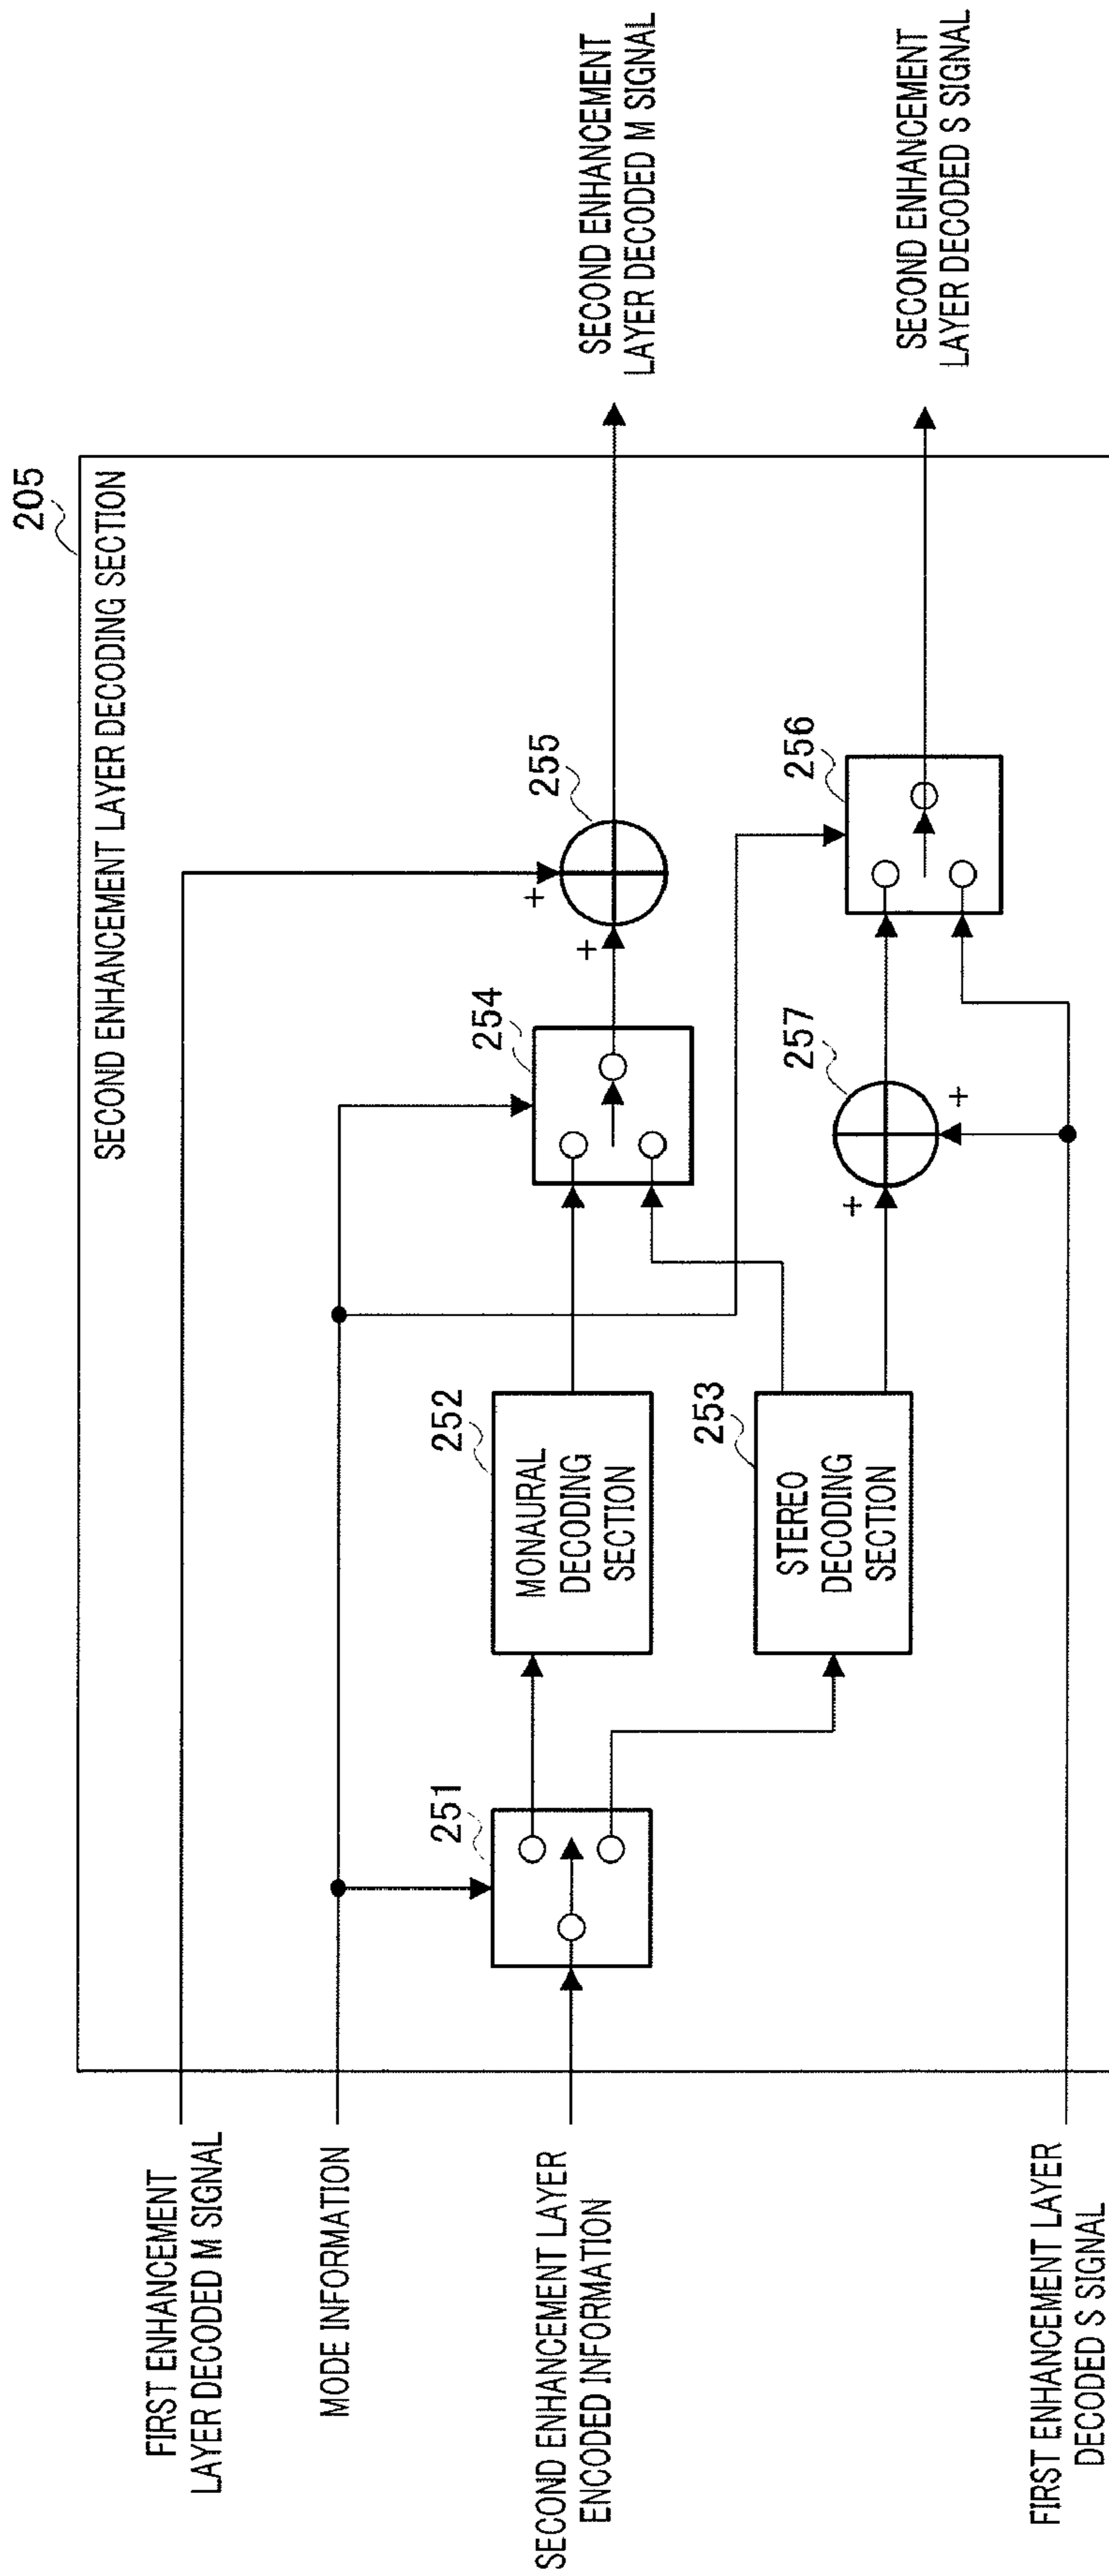 205
SECOND ENHANCEMENT LAYER DECODING SECTION
FIRST ENHANCEMENT
LAYER DECODED M SIGNAL
MODE INFORMATION
SECOND ENHANCEMENT LAYER
ENCODED INFORMATION
FIRST ENHANCEMENT LAYER
DECODED S SIGNAL
251
252
MONAURAL
DECODING
SECTION
253
STEREO
DECODING
SECTION
254
+
+
255
257
+
+
256
SECOND ENHANCEMENT
LAYER DECODED M SIGNAL
SECOND ENHANCEMENT
LAYER DECODED S SIGNAL